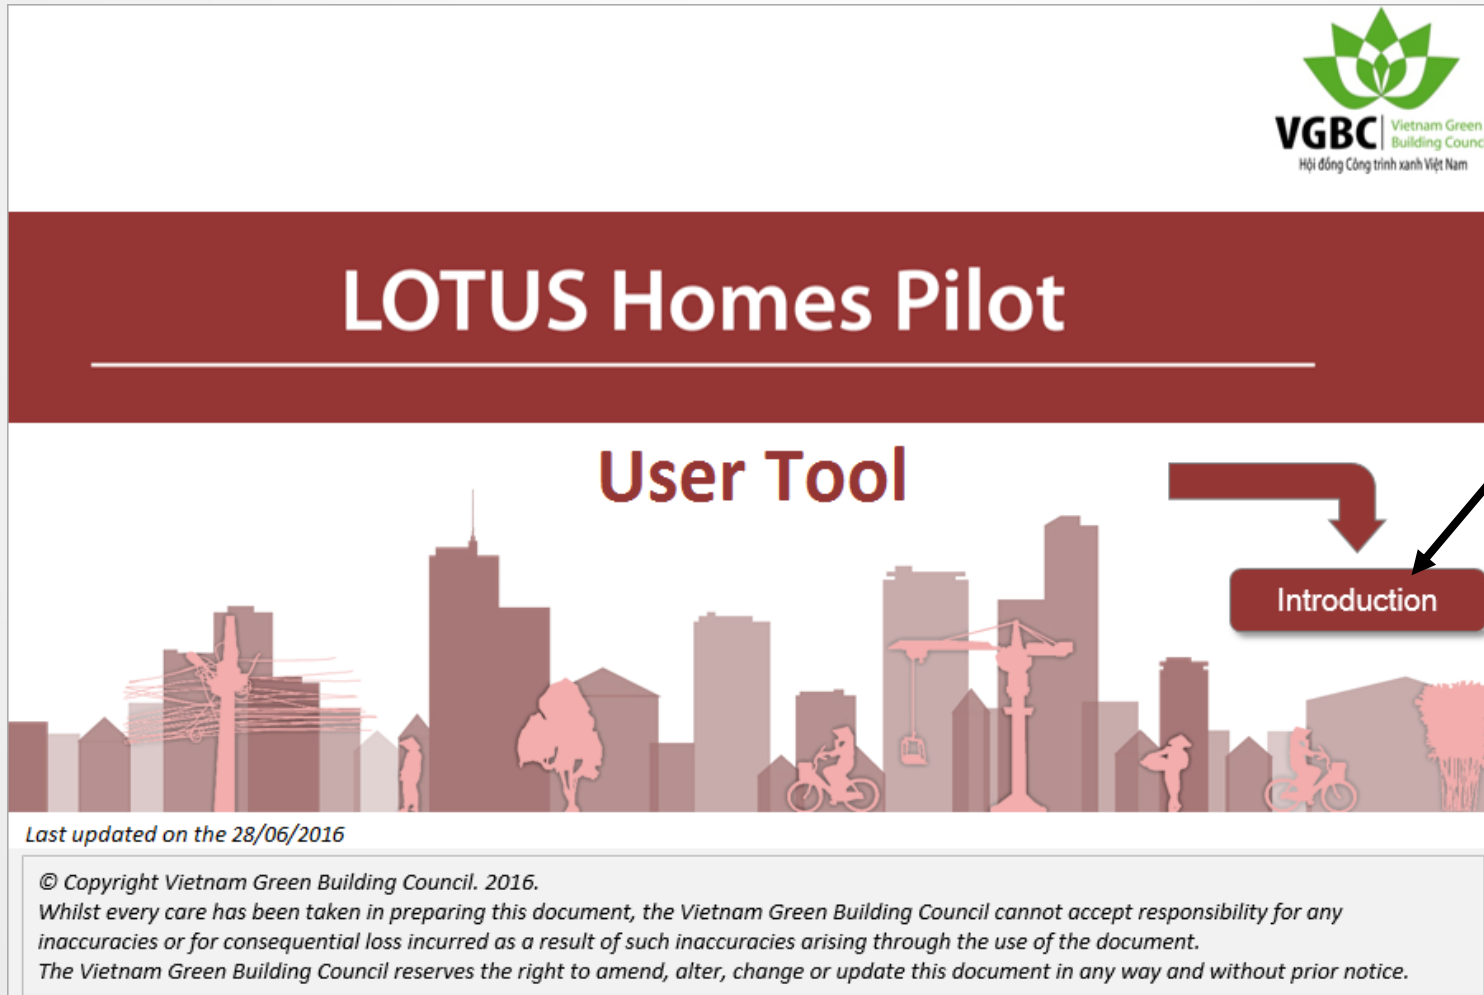 VGBC
Vietnam Green
Building Counc
Hội đồng Công trình xanh Việt Nam
LOTUS Homes Pilot
User Tool
Introduction
Last updated on the 28/06/2016
© Copyright Vietnam Green Building Council. 2016.
Whilst every care has been taken in preparing this document, the Vietnam Green Building Council cannot accept responsibility for any
inaccuracies or for consequential loss incurred as a result of such inaccuracies arising through the use of the document.
The Vietnam Green Building Council reserves the right to amend, alter, change or update this document in any way and without prior notice.